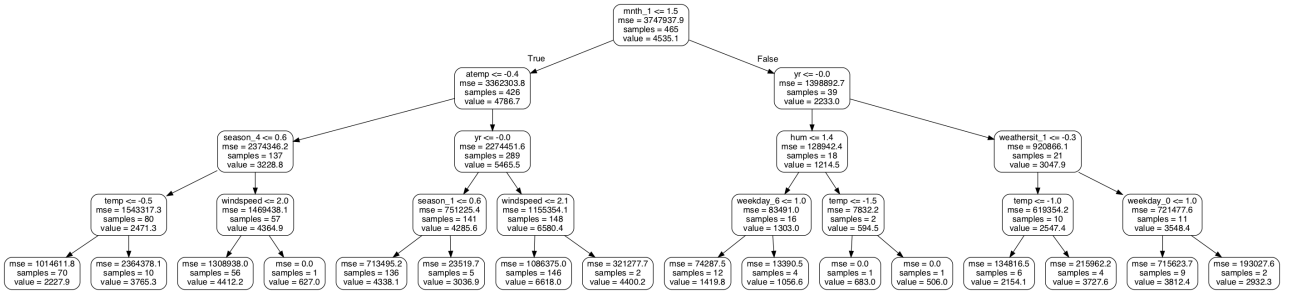 mnth_1 <= 1.5
mse = 3747937.9
samples = 465
value = 4535.1
True
False
atemp <= -0.4
mse = 3362303.8
samples = 426
value = 4786.7
yr <= -0.0
mse = 1398892.7
samples = 39
value = 2233.0
season_4 <= 0.6
mse = 2374346.2
samples = 137
value = 3228.8
yr <= -0.0
mse = 2274451.6
samples = 289
value = 5465.5
hum <= 1.4
mse = 128942.4
samples = 18
value = 1214.5
weathersit_1 <= -0.3
mse = 920866.1
samples = 21
value = 3047.9
temp <= -0.5
mse = 1543317.3
samples = 80
value = 2471.3
windspeed <= 2.0
mse = 1469438.1
samples = 57
value = 4364.9
season_1 <= 0.6
mse = 751225.4
samples = 141
value = 4285.6
windspeed <= 2.1
mse = 1155354.1
samples = 148
value = 6580.4
weekday_6 <= 1.0
mse = 83491.0
samples = 16
value = 1303.0
temp <= -1.5
mse = 7832.2
samples = 2
value = 594.5
temp <= -1.0
mse = 619354.2
samples = 10
value = 2547.4
weekday_0 <= 1.0
mse = 721477.6
samples = 11
value = 3548.4
mse = 1014611.8
samples = 70
value = 2227.9
mse = 2364378.1
samples = 10
value = 3765.3
mse = 1308938.0
samples = 56
value = 4412.2
mse = 0.0
samples = 1
value = 627.0
mse = 713495.2
samples = 136
value = 4338.1
mse = 23519.7
samples = 5
value = 3036.9
mse = 1086375.0
samples = 146
value = 6618.0
mse = 321277.7
samples = 2
value = 4400.2
mse = 74287.5
samples = 12
value = 1419.8
mse = 13390.5
samples = 4
value = 1056.6
mse = 0.0
samples = 1
value = 683.0
mse = 0.0
samples = 1
value = 506.0
mse = 134816.5
samples = 6
value = 2154.1
mse = 215962.2
samples = 4
value = 3727.6
mse = 715623.7
samples = 9
value = 3812.4
mse = 193027.6
samples = 2
value = 2932.3